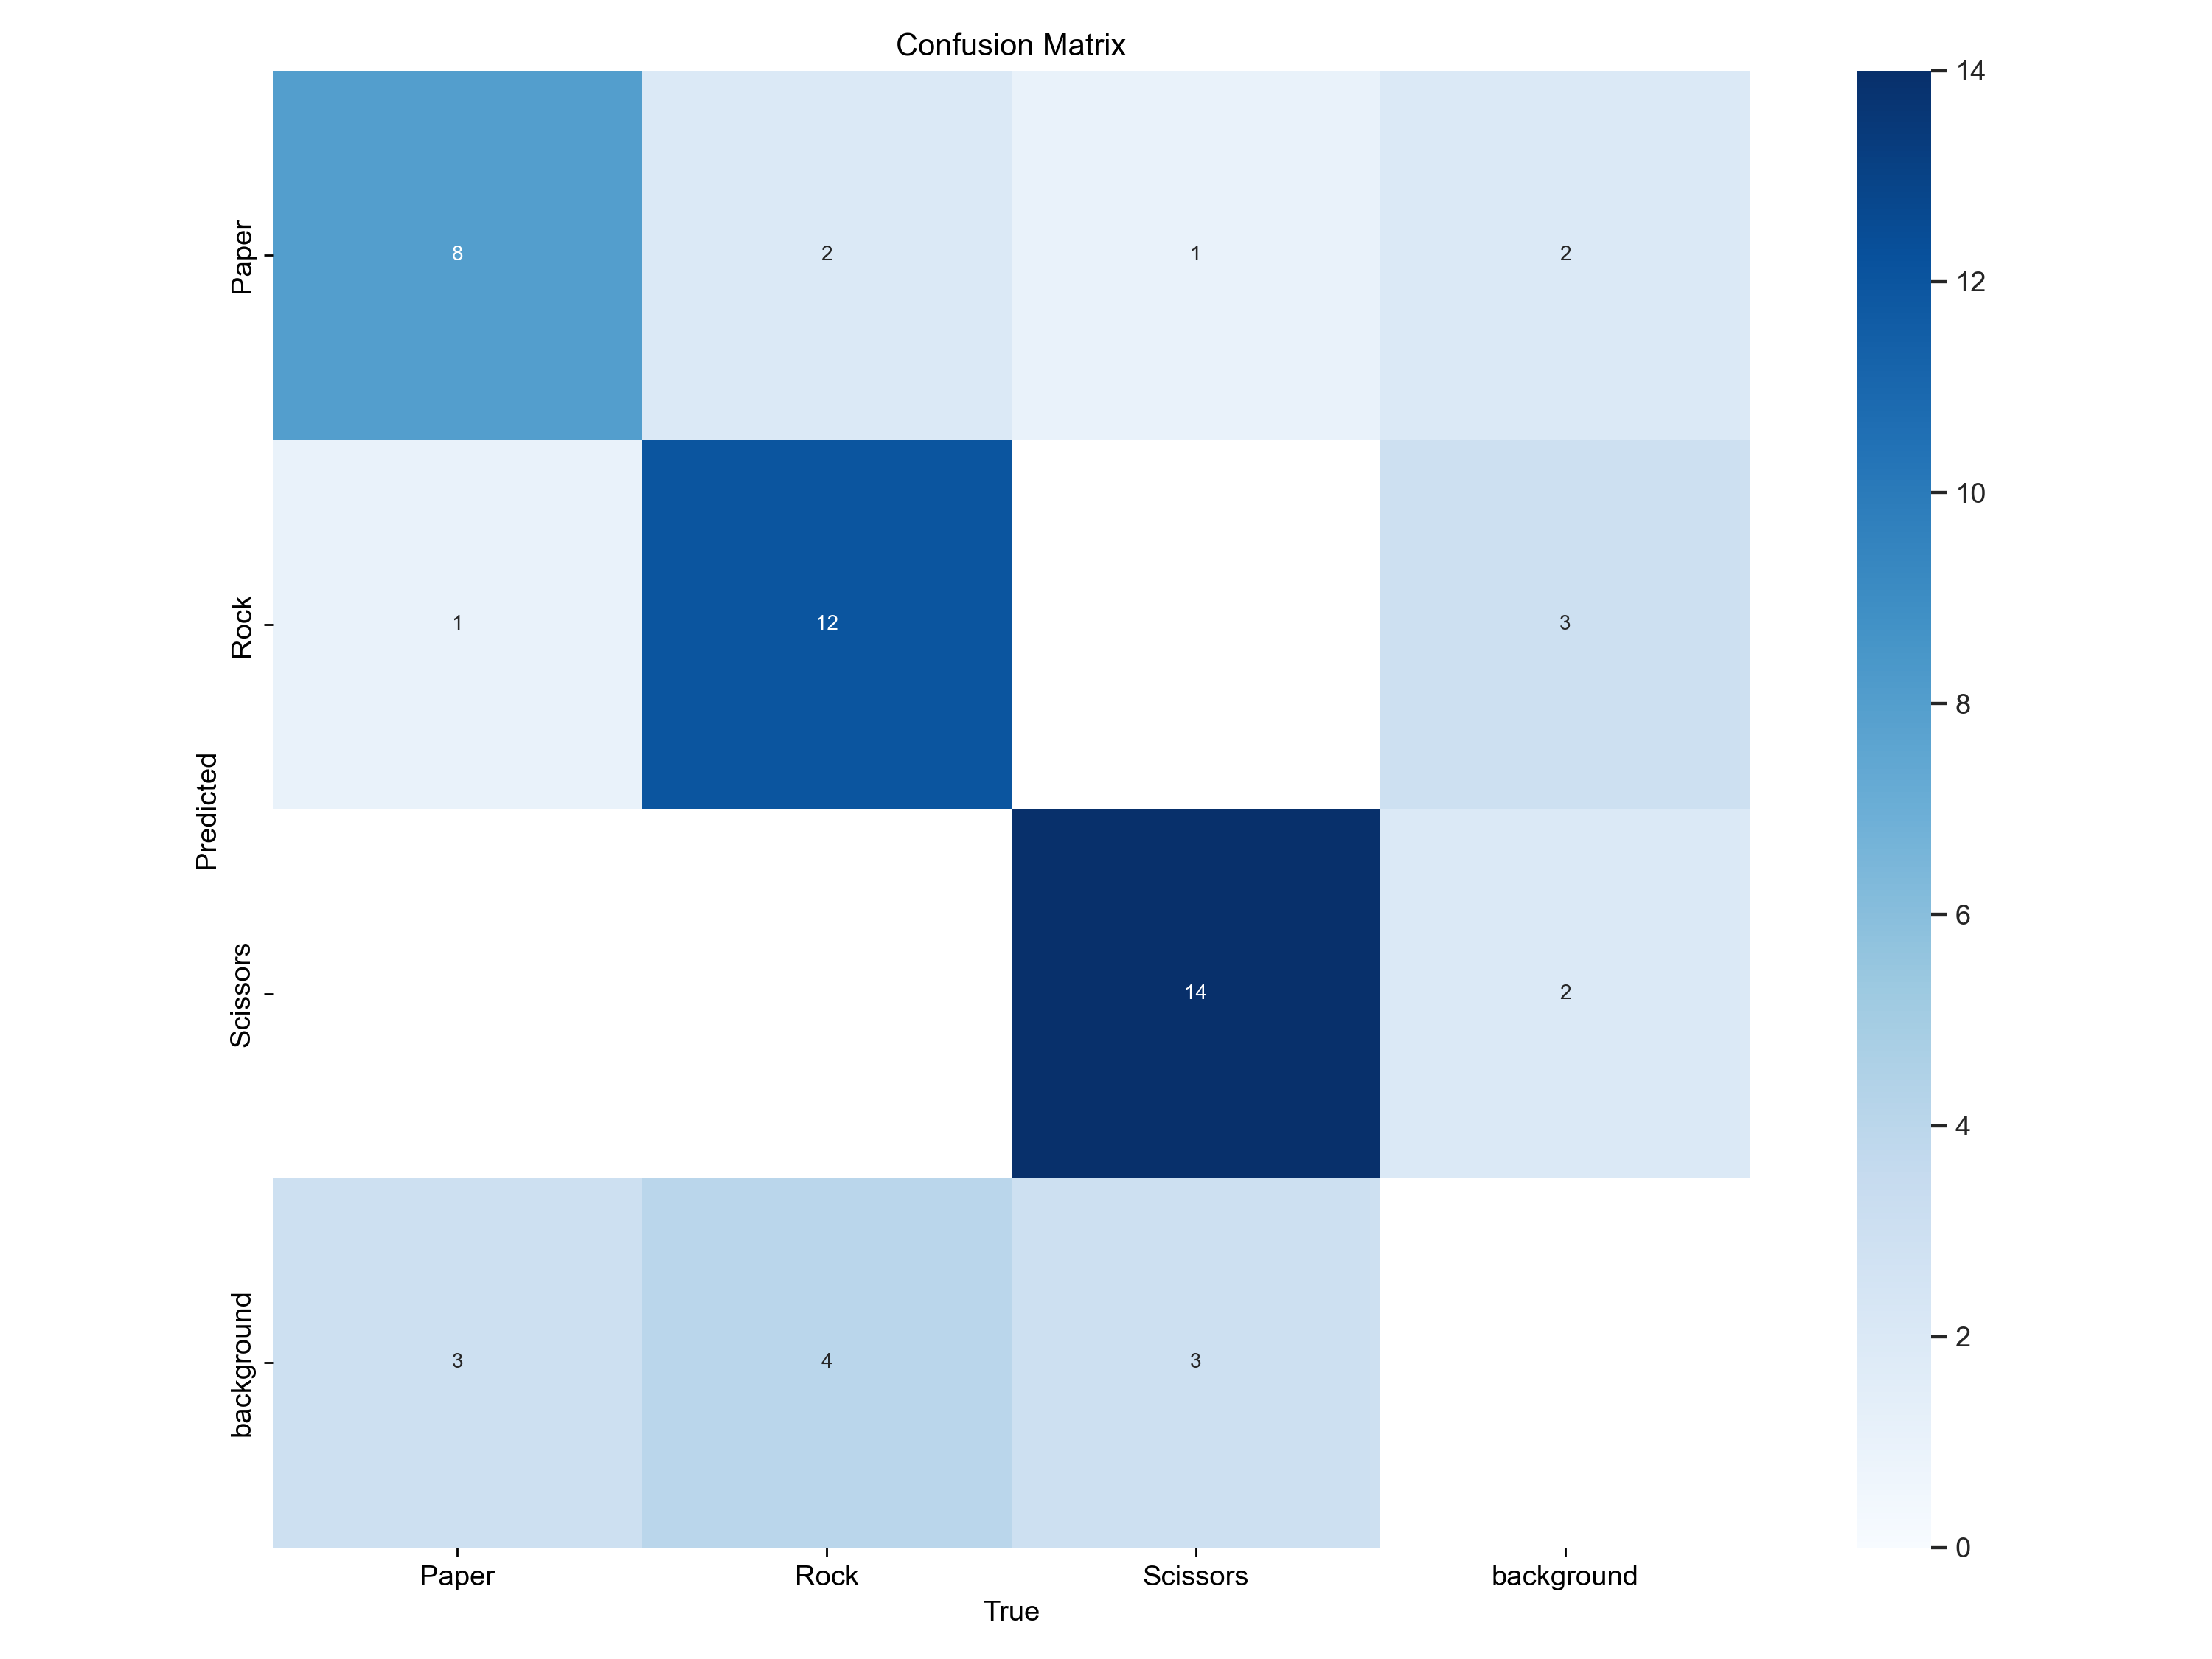 Confusion Matrix
Paper
8
2
1
2
Rock
1
12
3
Scissors
14
2
background
3
4
3
Predicted
Paper
Rock
Scissors
background
True
14
12
10
8
6
4
2
0